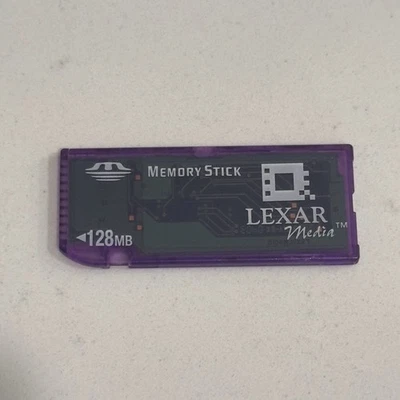 MEMORY STICK
LEXAR
Media™
◄128MB